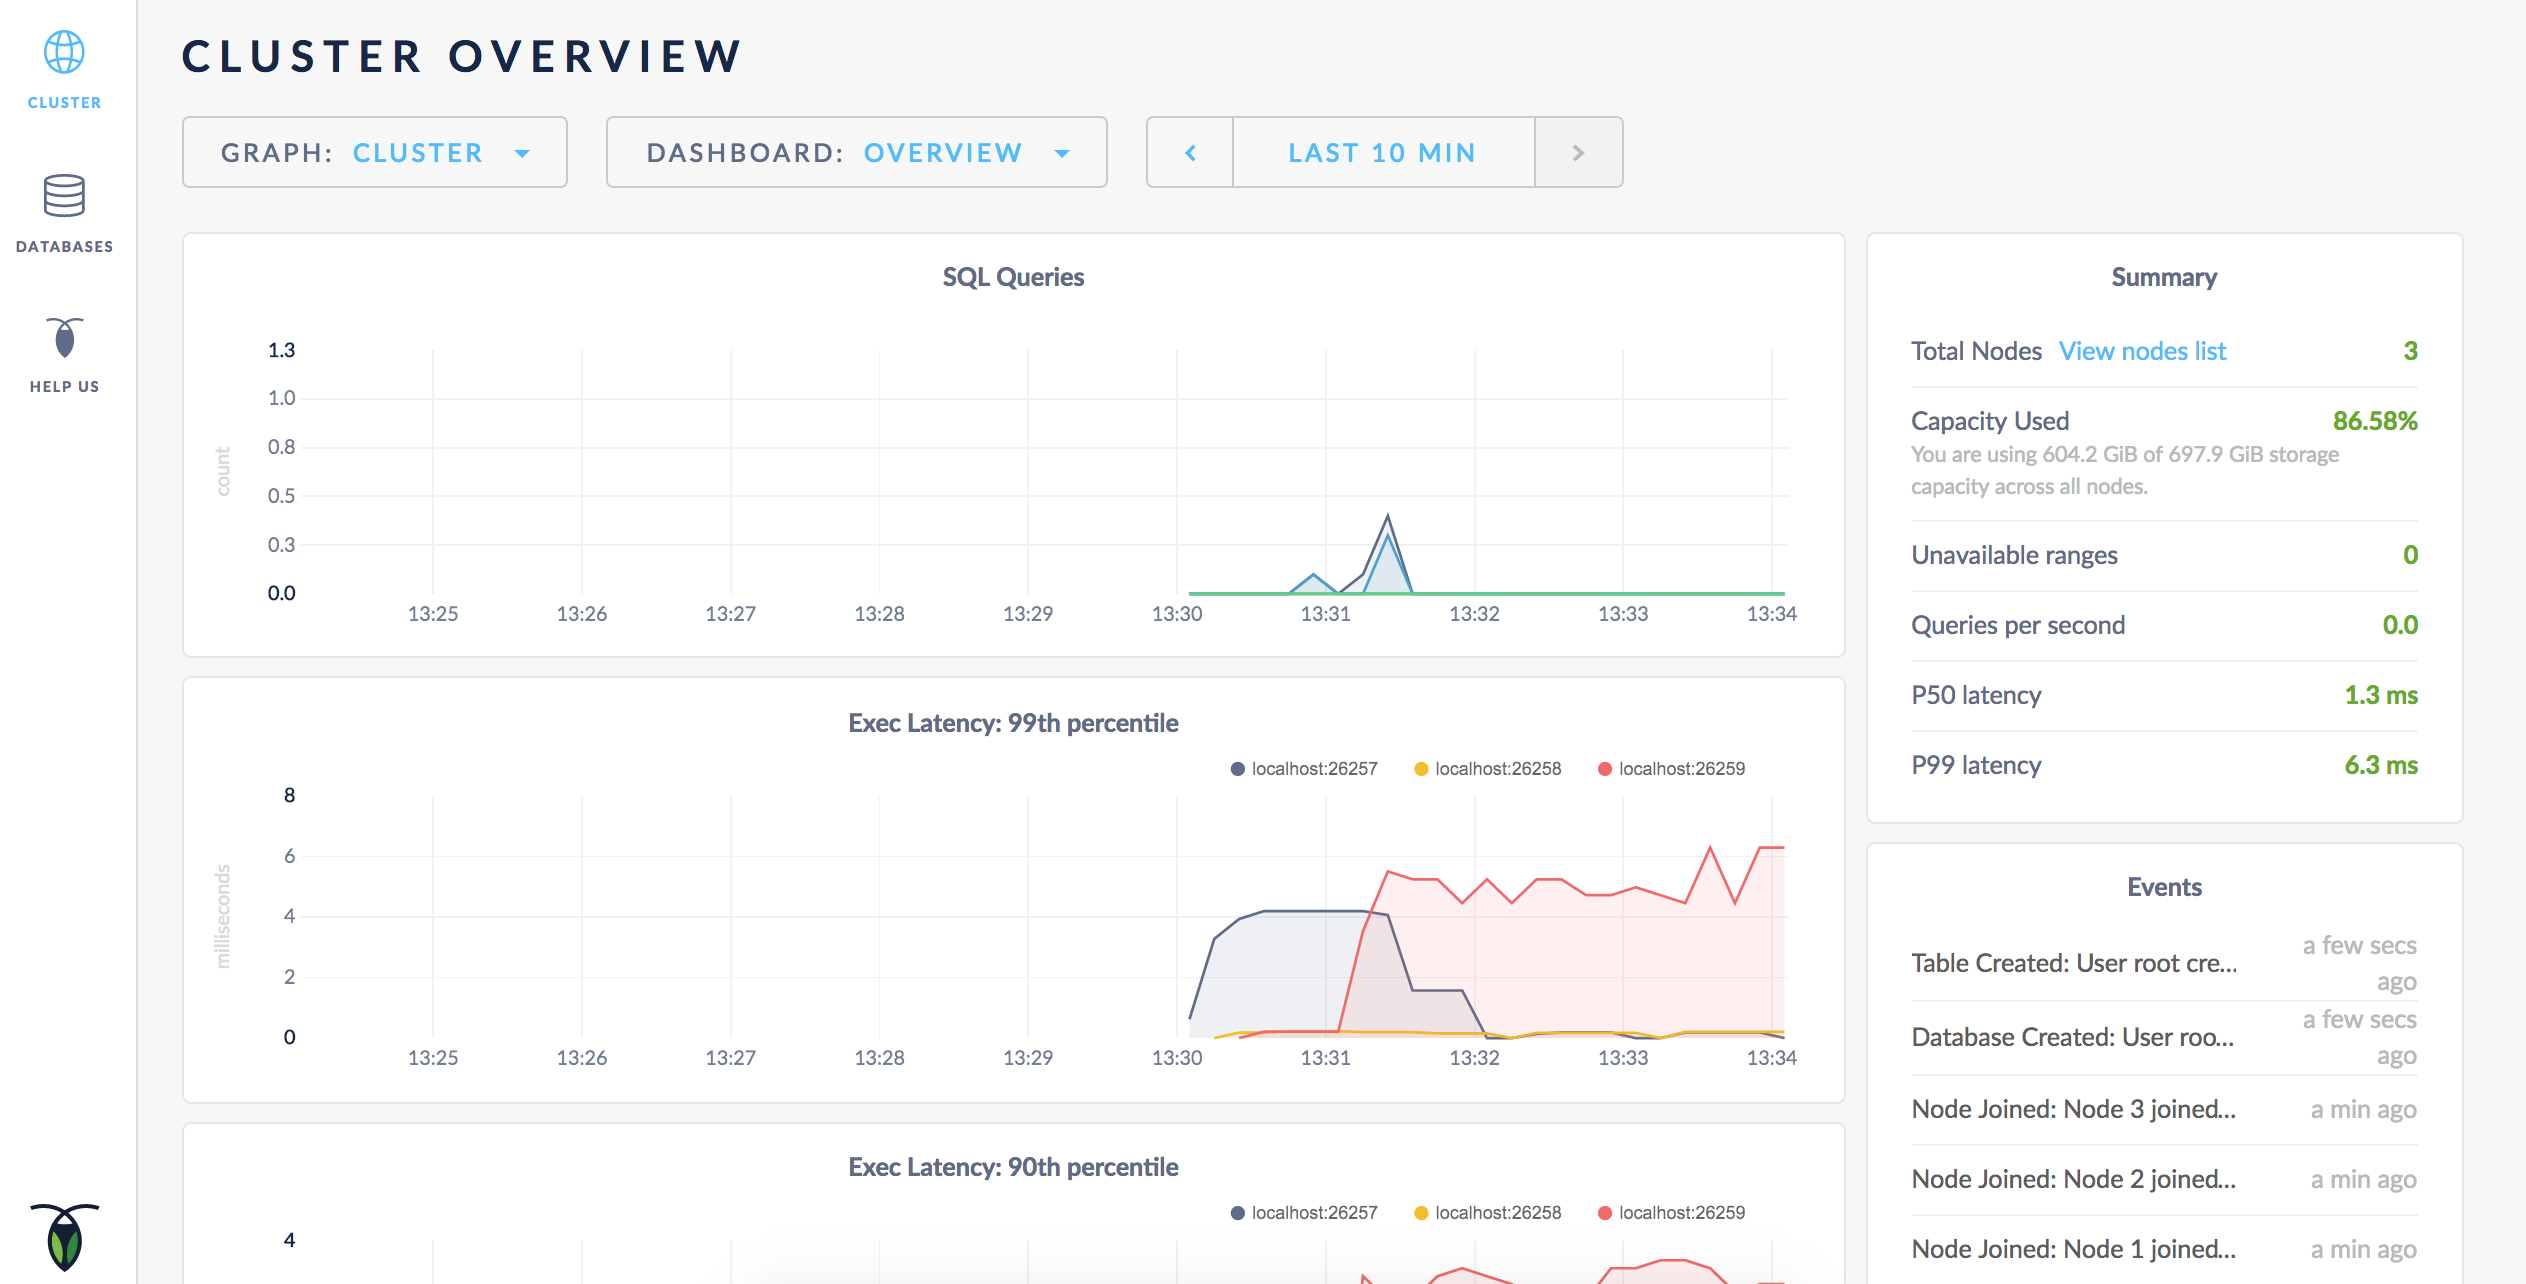 CLUSTER
DATABASES
HELP US
CLUSTER OVERVIEW
GRAPH: CLUSTER
DASHBOARD: OVERVIEW
LAST 10 MIN
SQL Queries
count
1.3
1.0
0.8
0.5
0.3
0.0
13:25 13:26 13:27 13:28 13:29 13:30 13:31 13:32 13:33 13:34
Exec Latency: 99th percentile
localhost:26257 localhost:26258 localhost:26259
milliseconds
8
6
4
2
0
13:25 13:26 13:27 13:28 13:29 13:30 13:31 13:32 13:33 13:34
Exec Latency: 90th percentile
localhost:26257 localhost:26258 localhost:26259
4
Summary
Total Nodes View nodes list 3
Capacity Used 86.58%
You are using 604.2 GiB of 697.9 GiB storage
capacity across all nodes.
Unavailable ranges 0
Queries per second 0.0
P50 latency 1.3 ms
P99 latency 6.3 ms
Events
Table Created: User root cre... a few secs
ago
Database Created: User roo... a few secs
ago
Node Joined: Node 3 joined... a min ago
Node Joined: Node 2 joined... a min ago
Node Joined: Node 1 joined... a min ago